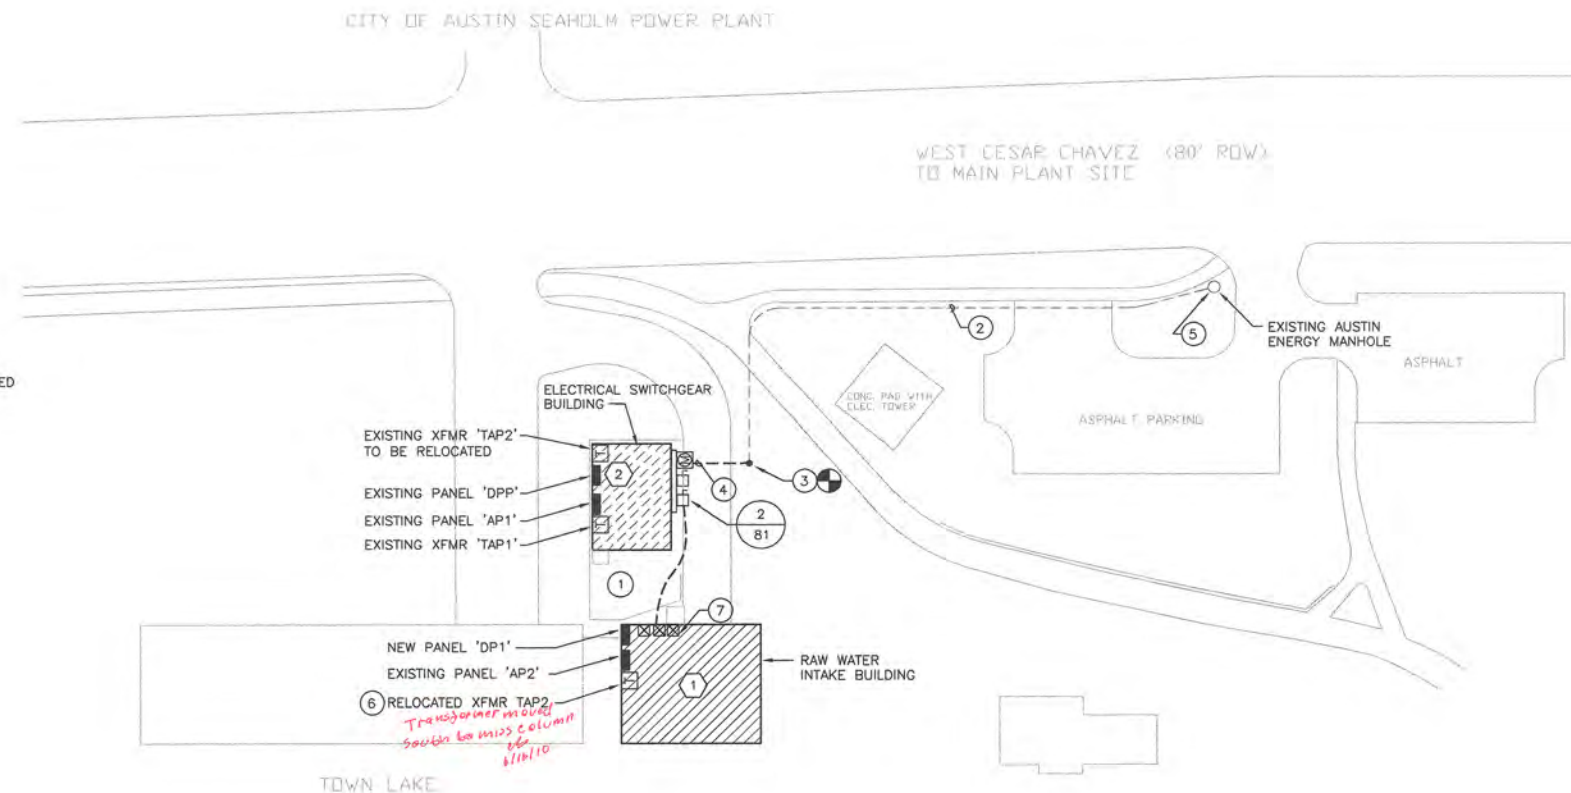 CITY OF AUSTIN SEAHOLM POWER PLANT
WEST CESAR CHAVEZ (80' ROW)
TO MAIN PLANT SITE
2
5
EXISTING AUSTIN
ENERGY MANHOLE
ASPHALT
ED
ELECTRICAL SWITCHGEAR
BUILDING
CONC. PAD WITH
ELEC. TOWER
ASPHALT PARKING
EXISTING XFMR 'TAP2'
TO BE RELOCATED
2
4
3
EXISTING PANEL 'DPP'
EXISTING PANEL 'AP1'
EXISTING XFMR 'TAP1'
2
81
1
7
NEW PANEL 'DP1'
EXISTING PANEL 'AP2'
6 RELOCATED XFMR TAP2
1
RAW WATER
INTAKE BUILDING
Transformer moved
South to miss column
6/16/10
TOWN LAKE